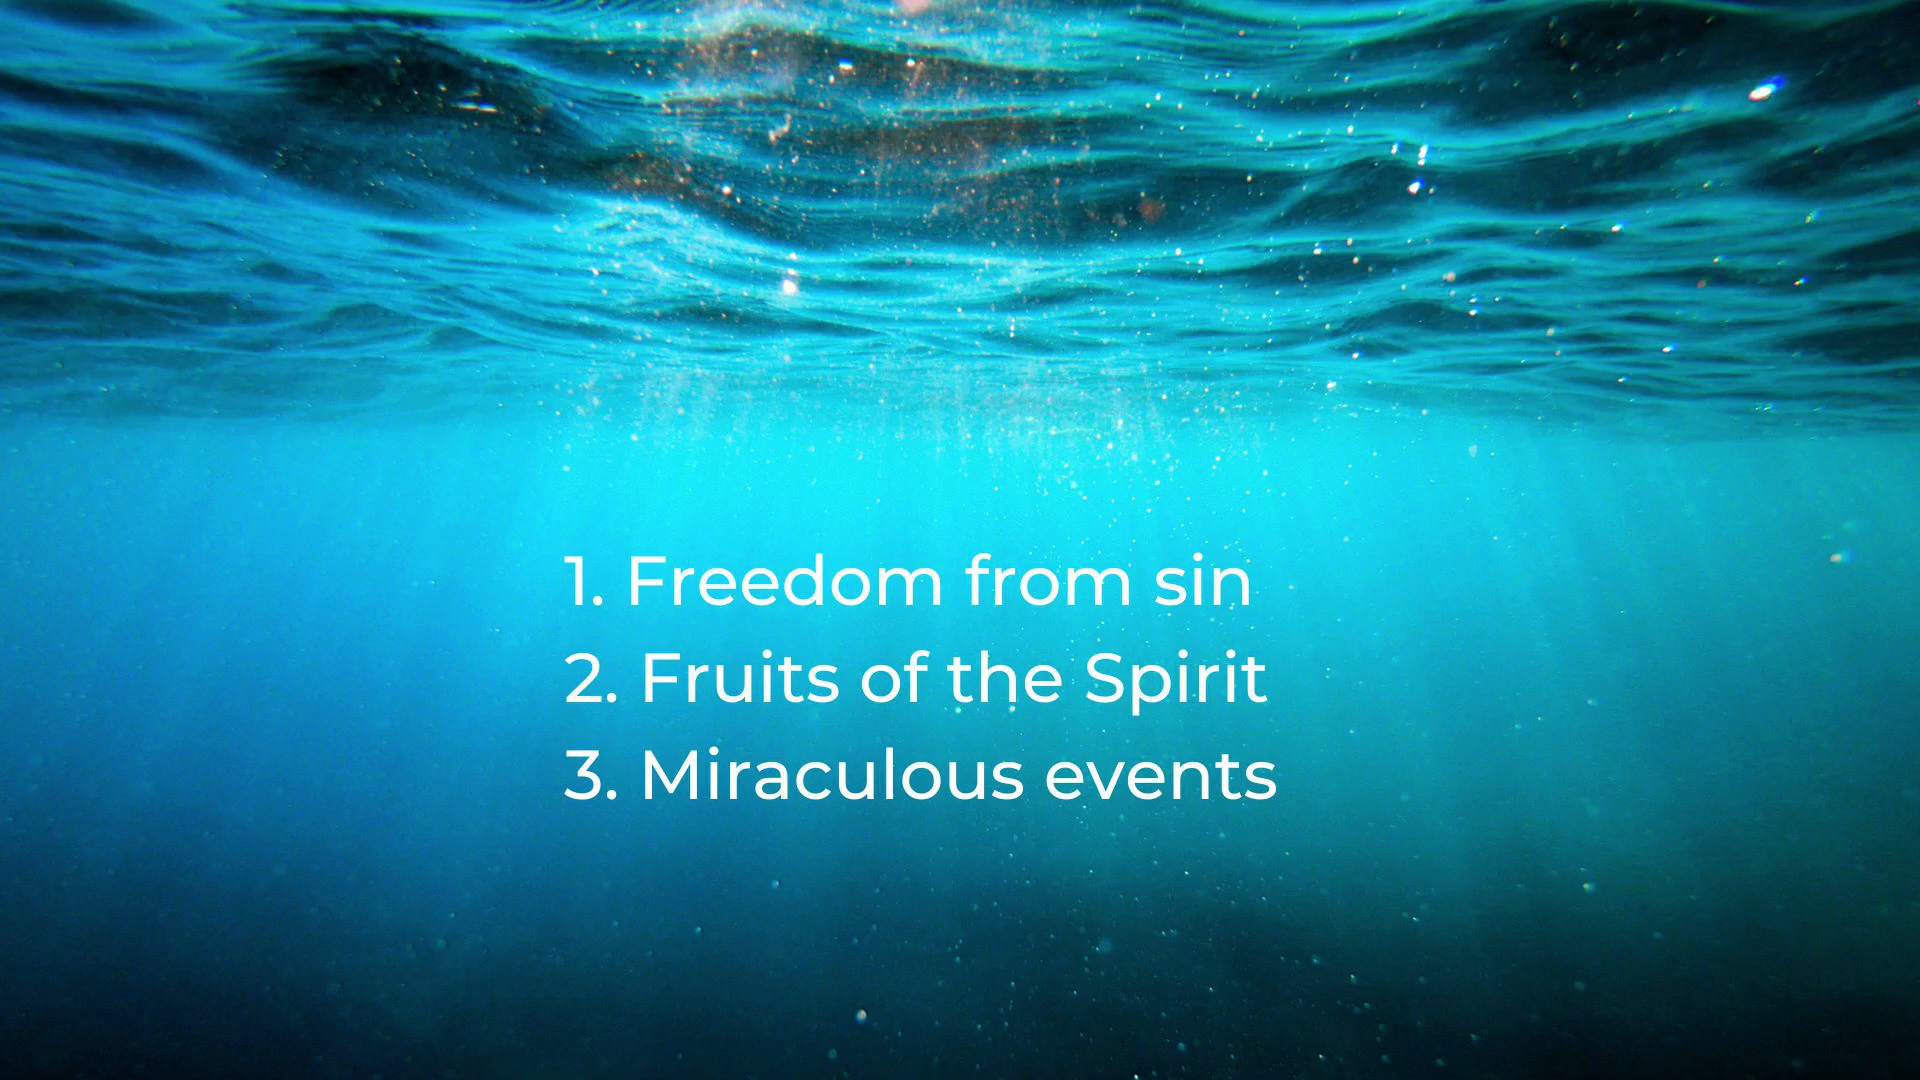 1. Freedom from sin
2. Fruits of the Spirit
3. Miraculous events